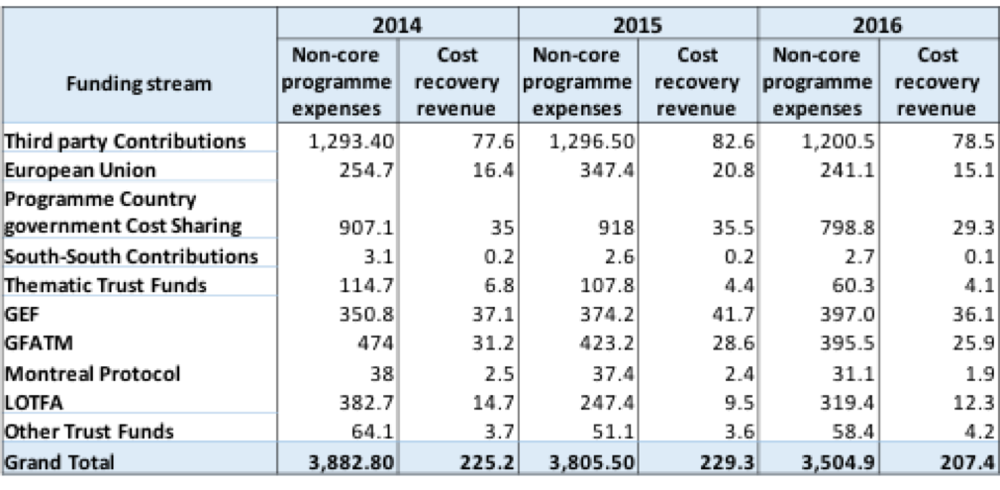 2014 2015 2016
Funding stream Non-core programme expenses Cost recovery revenue Non-core programme expenses Cost recovery revenue Non-core programme expenses Cost recovery revenue
Third party Contributions 1,293.40 77.6 1,296.50 82.6 1,200.5 78.5
European Union 254.7 16.4 347.4 20.8 241.1 15.1
Programme Country
government Cost Sharing 907.1 35 918 35.5 798.8 29.3
South-South Contributions 3.1 0.2 2.6 0.2 2.7 0.1
Thematic Trust Funds 114.7 6.8 107.8 4.4 60.3 4.1
GEF 350.8 37.1 374.2 41.7 397.0 36.1
GFATM 474 31.2 423.2 28.6 395.5 25.9
Montreal Protocol 38 2.5 37.4 2.4 31.1 1.9
LOTFA 382.7 14.7 247.4 9.5 319.4 12.3
Other Trust Funds 64.1 3.7 51.1 3.6 58.4 4.2
Grand Total 3,882.80 225.2 3,805.50 229.3 3,504.9 207.4